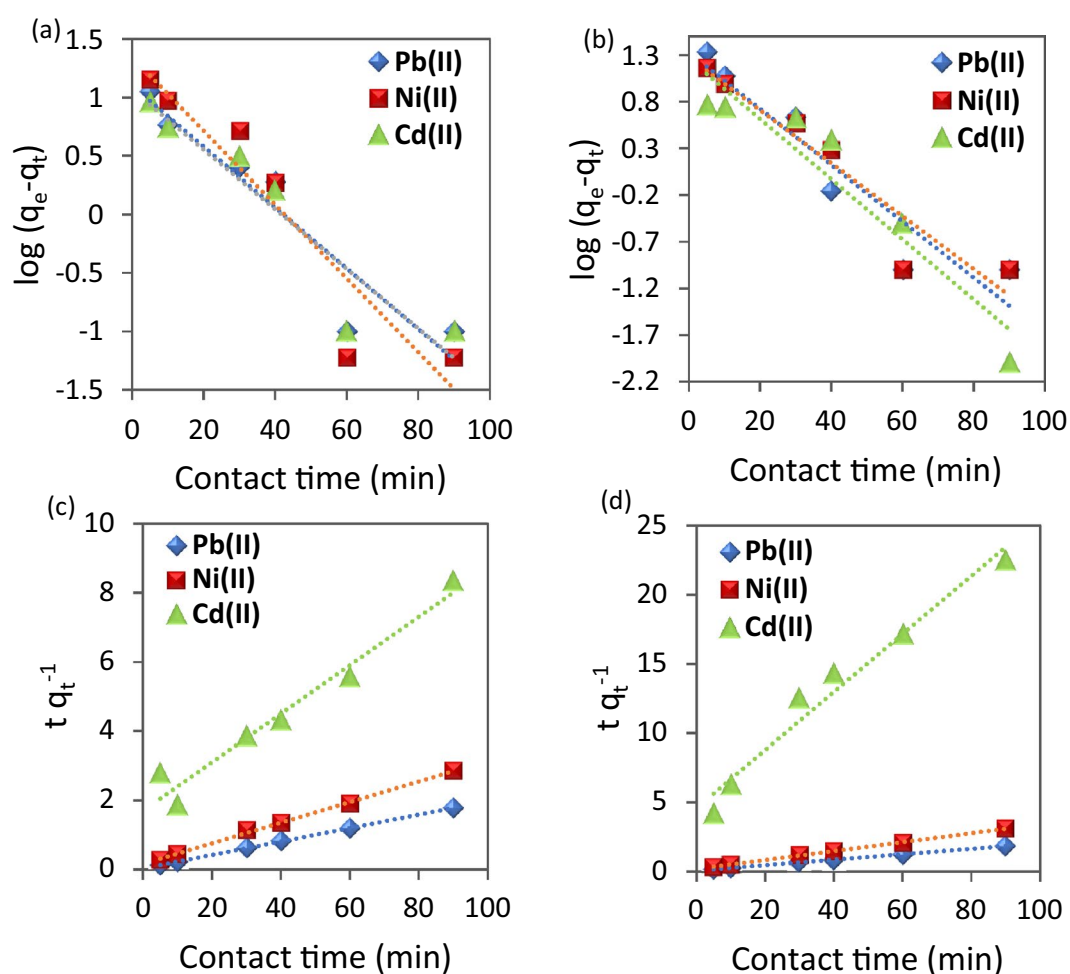 (a)
1.5
1
0.5
0
-0.5
-1
-1.5
log (qₑ-qₜ)
Pb(II)
Ni(II)
Cd(II)
0 20 40 60 80 100
Contact time (min)
(b)
1.3
0.8
0.3
-0.2
-0.7
-1.2
-1.7
-2.2
log (qₑ-qₜ)
Pb(II)
Ni(II)
Cd(II)
0 20 40 60 80 100
Contact time (min)
(c)
10
8
6
4
2
0
t qₜ⁻¹
Pb(II)
Ni(II)
Cd(II)
0 20 40 60 80 100
Contact time (min)
(d)
25
20
15
10
5
0
t qₜ⁻¹
Pb(II)
Ni(II)
Cd(II)
0 20 40 60 80 100
Contact time (min)